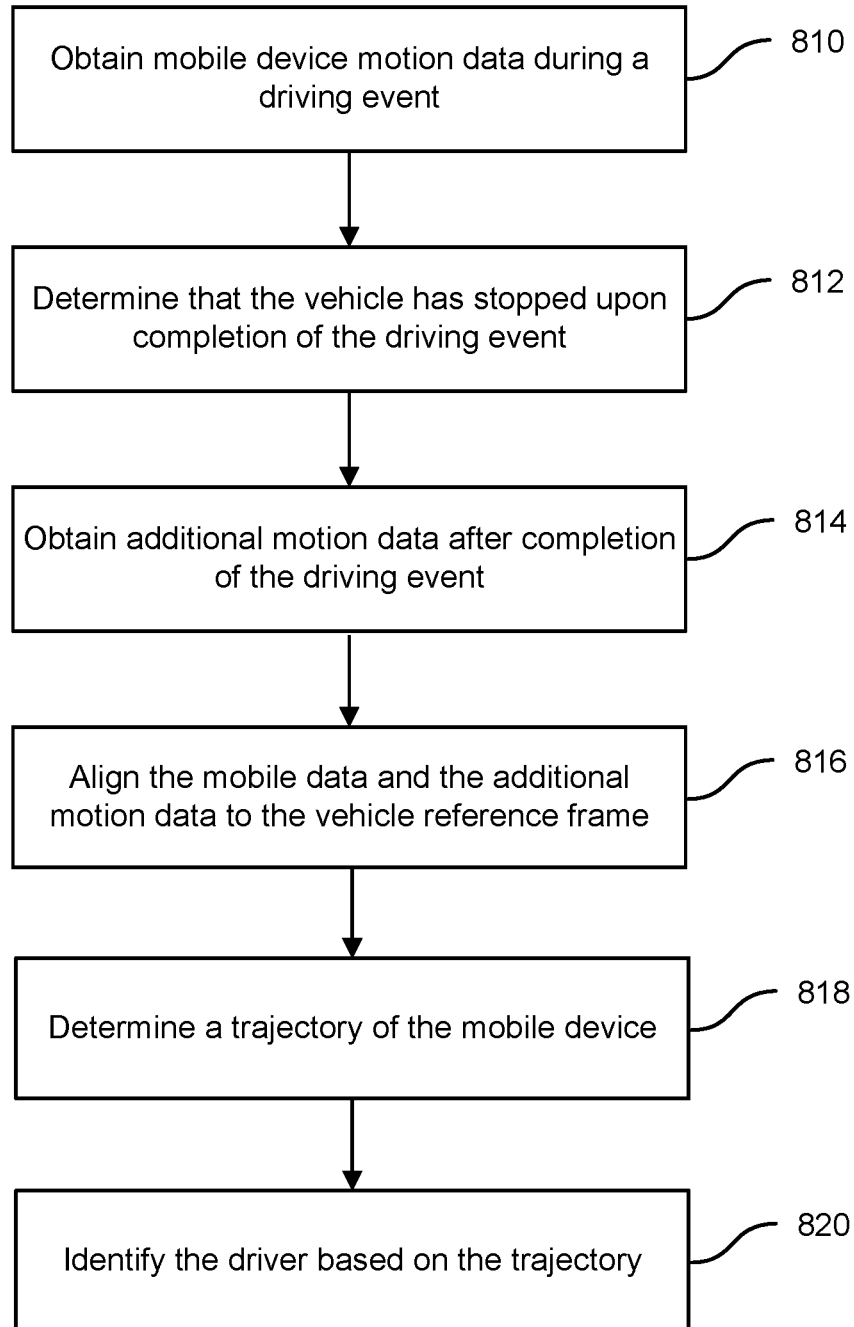 Obtain mobile device motion data during a
driving event
810
Determine that the vehicle has stopped upon
completion of the driving event
812
Obtain additional motion data after completion
of the driving event
814
Align the mobile data and the additional
motion data to the vehicle reference frame
816
Determine a trajectory of the mobile device
818
Identify the driver based on the trajectory
820